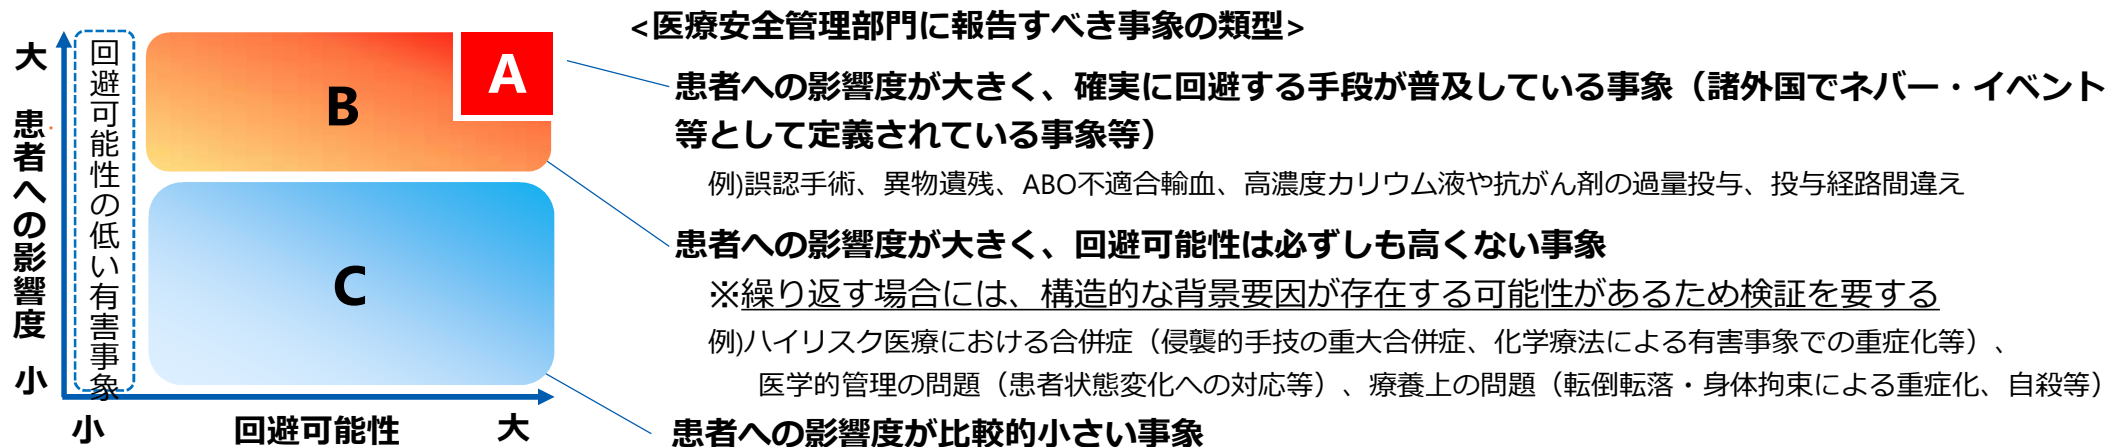 <医療安全管理部門に報告すべき事象の類型>
大
患者への影響度
小
回避可能性の低い有害事象
B
A
C
小
回避可能性
大
患者への影響度が大きく、確実に回避する手段が普及している事象（諸外国でネバー・イベント
等として定義されている事象等）
例)誤認手術、異物遺残、ABO不適合輸血、高濃度カリウム液や抗がん剤の過量投与、投与経路間違え
患者への影響度が大きく、回避可能性は必ずしも高くない事象
※繰り返す場合には、構造的な背景要因が存在する可能性があるため検証を要する
例)ハイリスク医療における合併症（侵襲的手技の重大合併症、化学療法による有害事象での重症化等）、
医学的管理の問題（患者状態変化への対応等）、療養上の問題（転倒転落・身体拘束による重症化、自殺等）
患者への影響度が比較的小さい事象